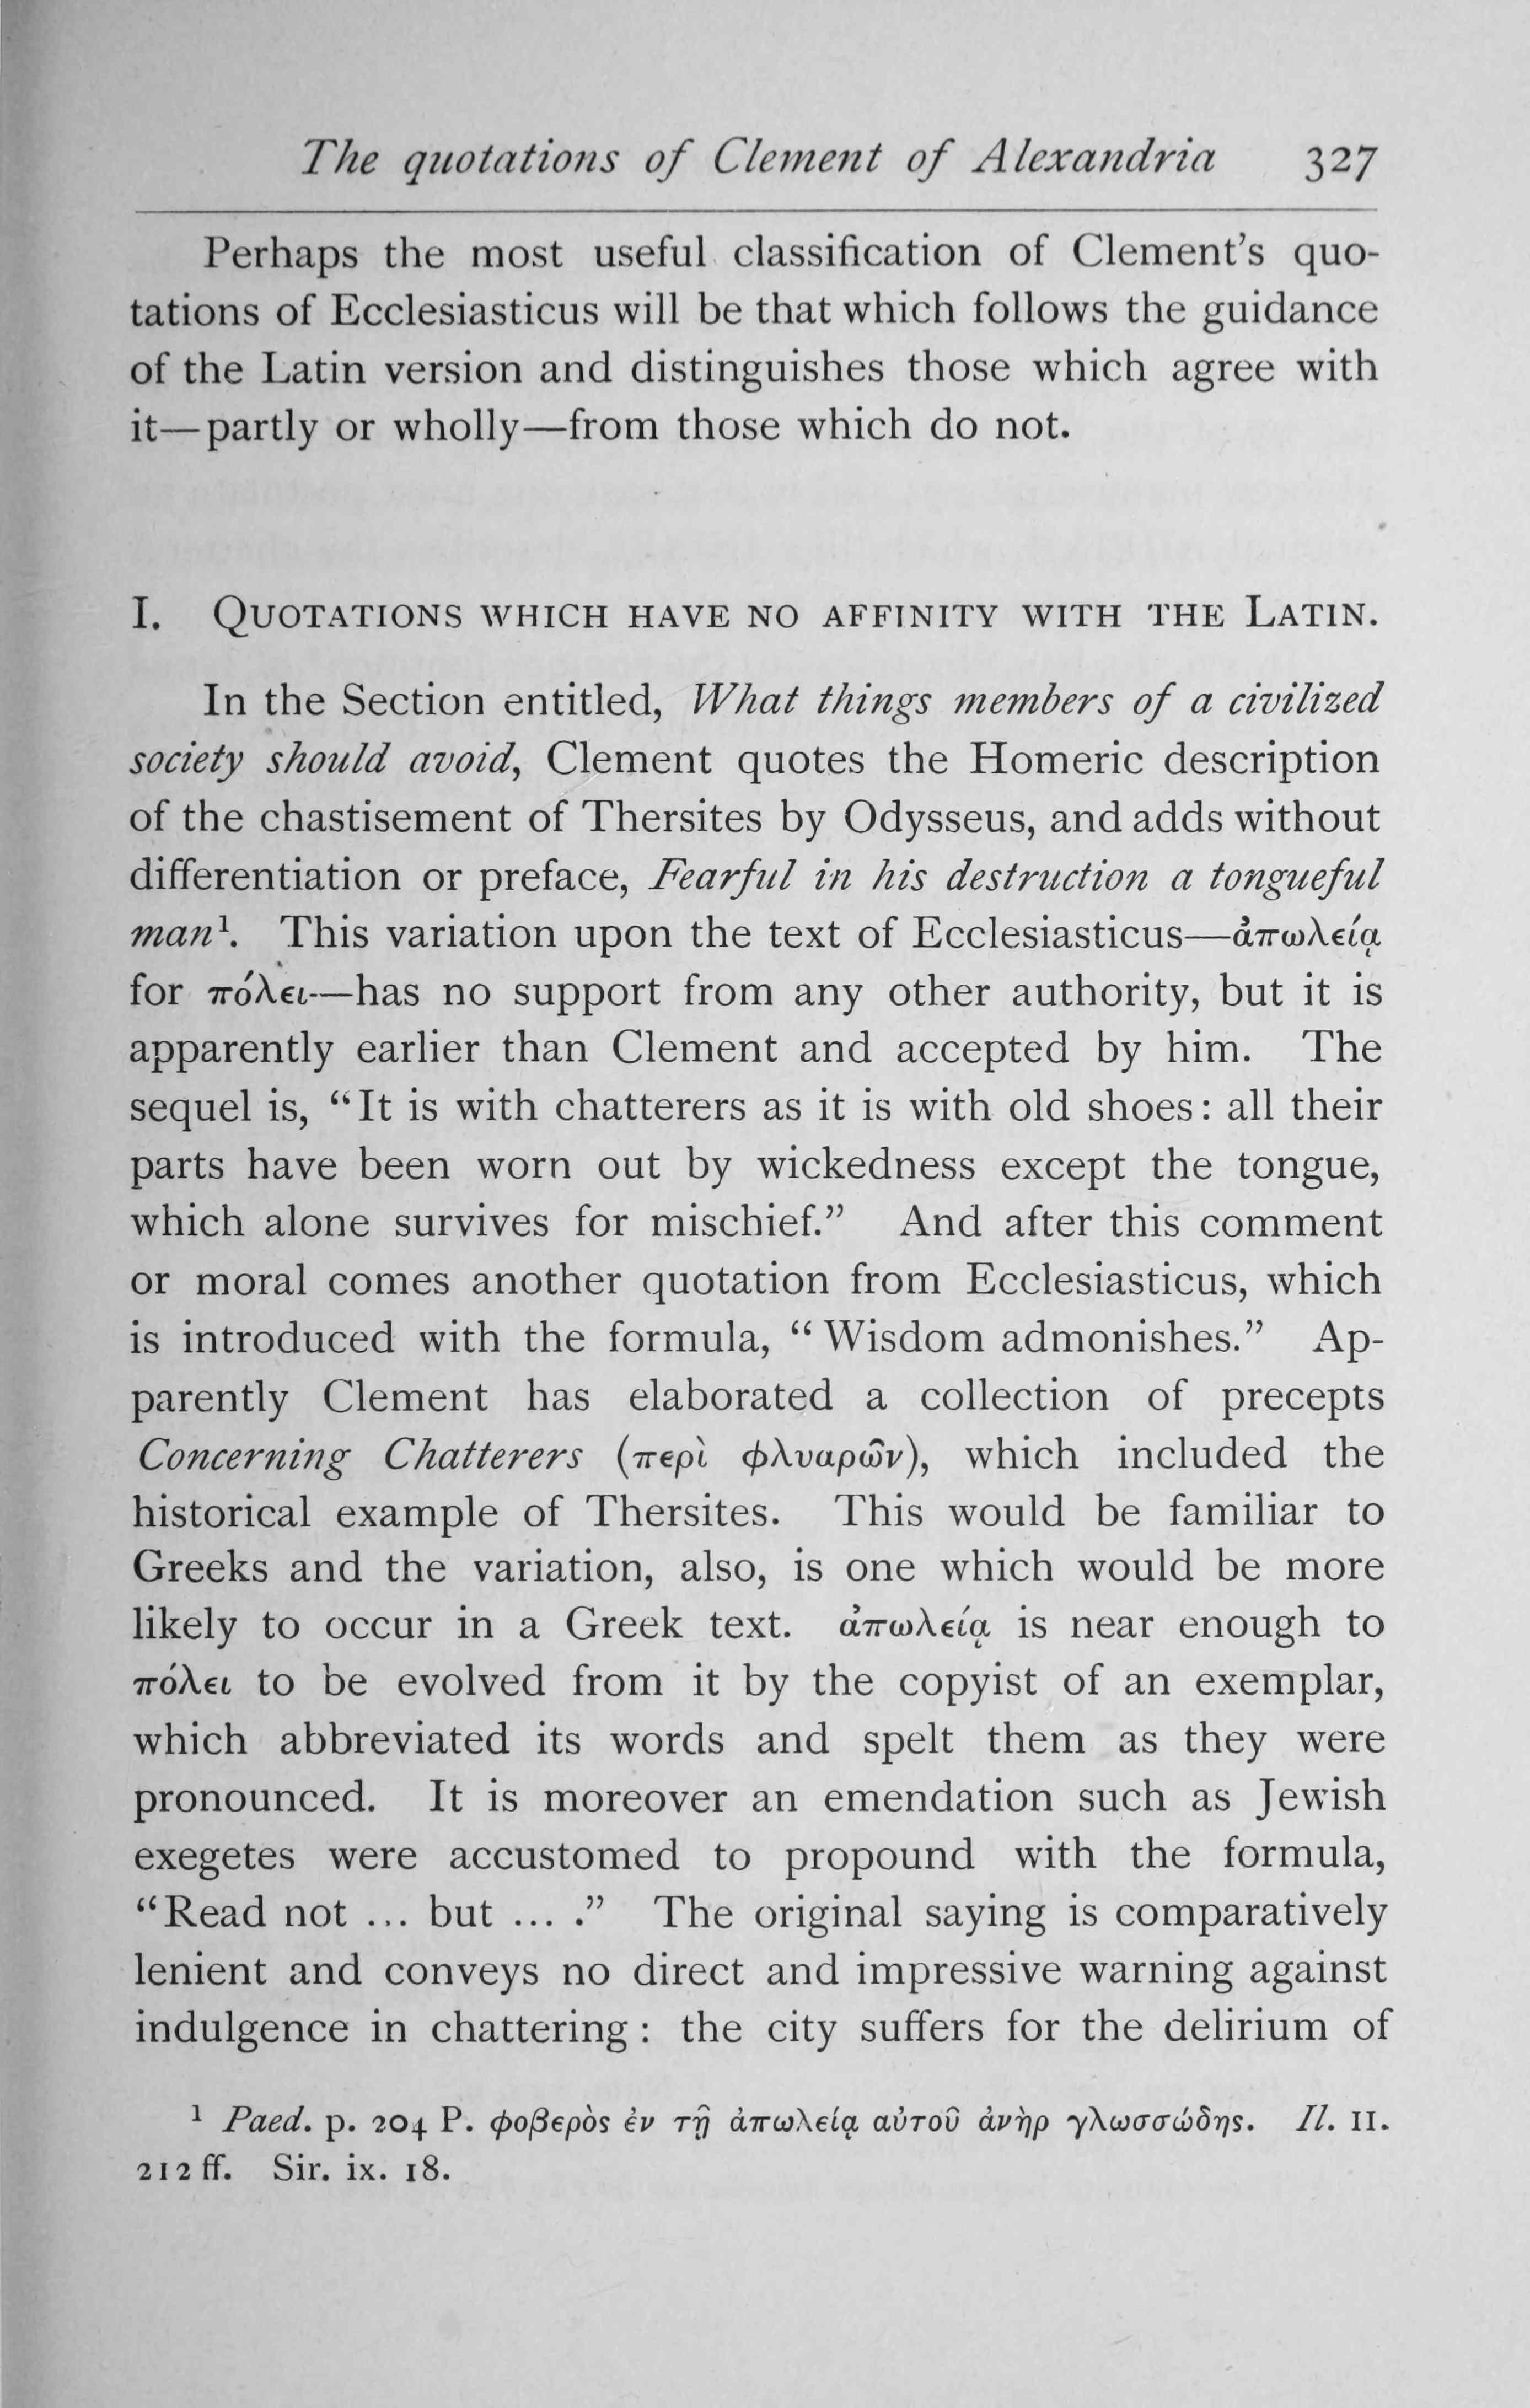 The quotations of Clement of Alexandria 327
Perhaps the most useful classification of Clement's quo-
tations of Ecclesiasticus will be that which follows the guidance
of the Latin version and distinguishes those which agree with
it—partly or wholly—from those which do not.
I. QUOTATIONS WHICH HAVE NO AFFINITY WITH THE LATIN.
In the Section entitled, What things members of a civilized
society should avoid, Clement quotes the Homeric description
of the chastisement of Thersites by Odysseus, and adds without
differentiation or preface, Fearful in his destruction a tongueful
man¹. This variation upon the text of Ecclesiasticus—ἀπωλείᾳ
for πόλει—has no support from any other authority, but it is
apparently earlier than Clement and accepted by him. The
sequel is, “It is with chatterers as it is with old shoes: all their
parts have been worn out by wickedness except the tongue,
which alone survives for mischief.” And after this comment
or moral comes another quotation from Ecclesiasticus, which
is introduced with the formula, “Wisdom admonishes.” Ap-
parently Clement has elaborated a collection of precepts
Concerning Chatterers (περὶ φλυαρῶν), which included the
historical example of Thersites. This would be familiar to
Greeks and the variation, also, is one which would be more
likely to occur in a Greek text. ἀπωλείᾳ is near enough to
πόλει to be evolved from it by the copyist of an exemplar,
which abbreviated its words and spelt them as they were
pronounced. It is moreover an emendation such as Jewish
exegetes were accustomed to propound with the formula,
“Read not ... but ... .” The original saying is comparatively
lenient and conveys no direct and impressive warning against
indulgence in chattering: the city suffers for the delirium of
¹ Paed. p. 204 P. φοβερὸς ἐν τῇ ἀπωλείᾳ αὐτοῦ ἀνὴρ γλωσσώδης. Il. II.
212 ff. Sir. ix. 18.